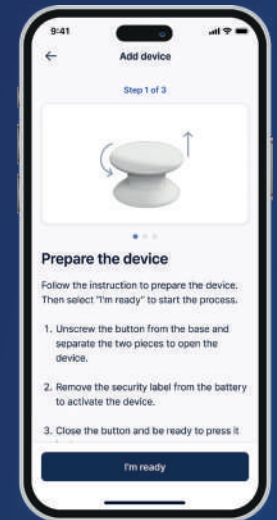 9:41
Add device
Step 1 of 3
Prepare the device
Follow the instruction to prepare the device.
Then select "I'm ready" to start the process.
1. Unscrew the button from the base and
separate the two pieces to open the
device.
2. Remove the security label from the battery
to activate the device.
3. Close the button and be ready to press it
I'm ready